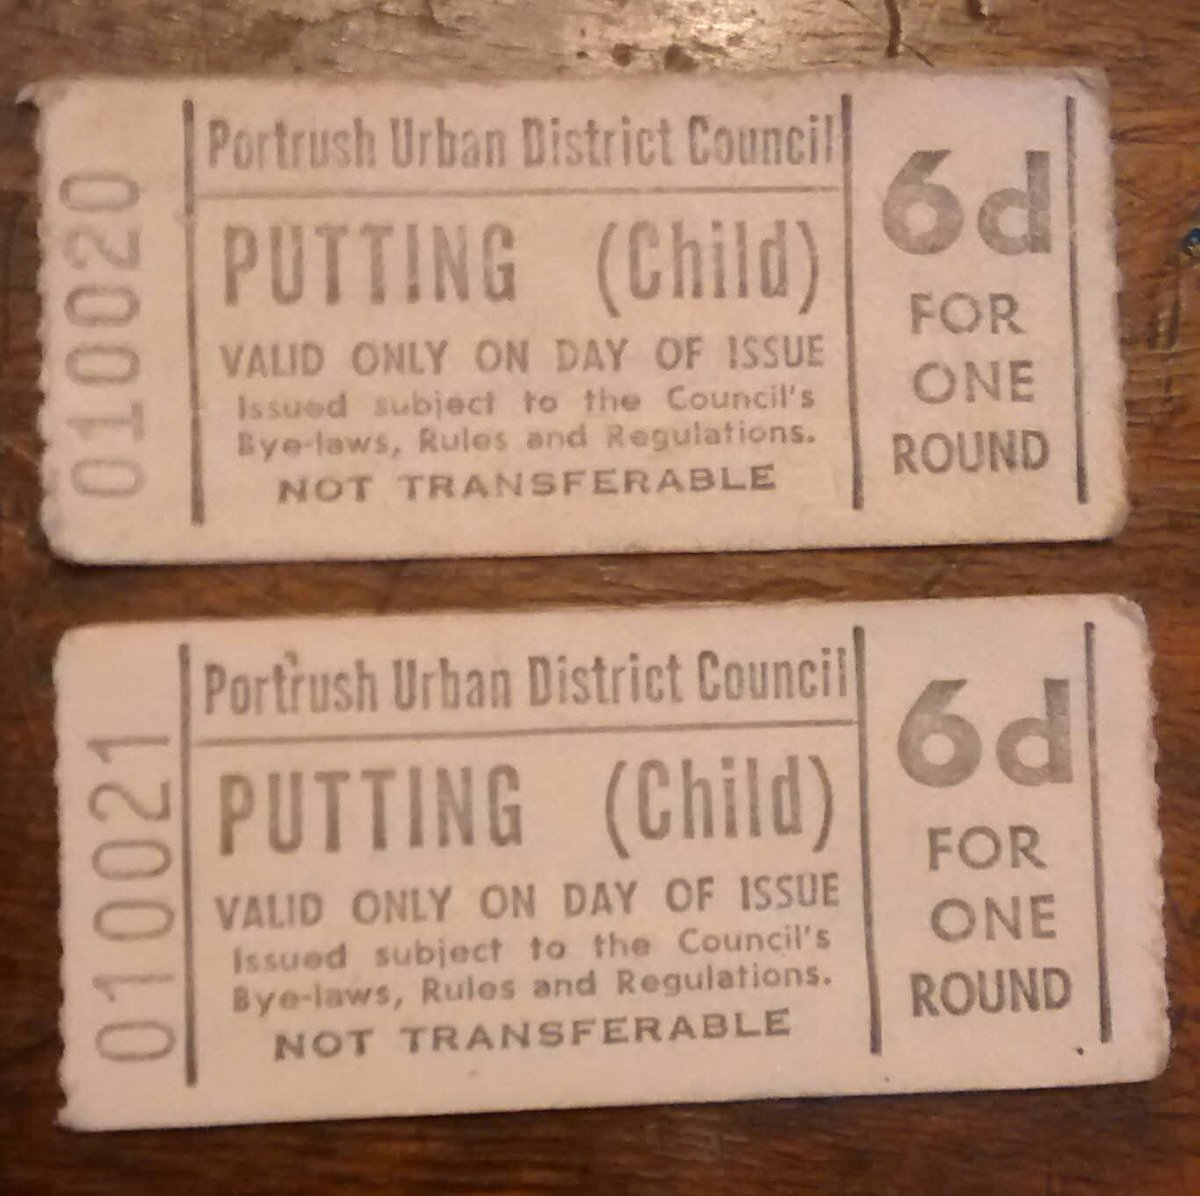 010020
Portrush Urban District Council
PUTTING (Child)
VALID ONLY ON DAY OF ISSUE
Issued subject to the Council's
Bye-laws, Rules and Regulations.
NOT TRANSFERABLE
6d
FOR
ONE
ROUND
010021
Portrush Urban District Council
PUTTING (Child)
VALID ONLY ON DAY OF ISSUE
Issued subject to the Council's
Bye-laws, Rules and Regulations.
NOT TRANSFERABLE
6d
FOR
ONE
ROUND